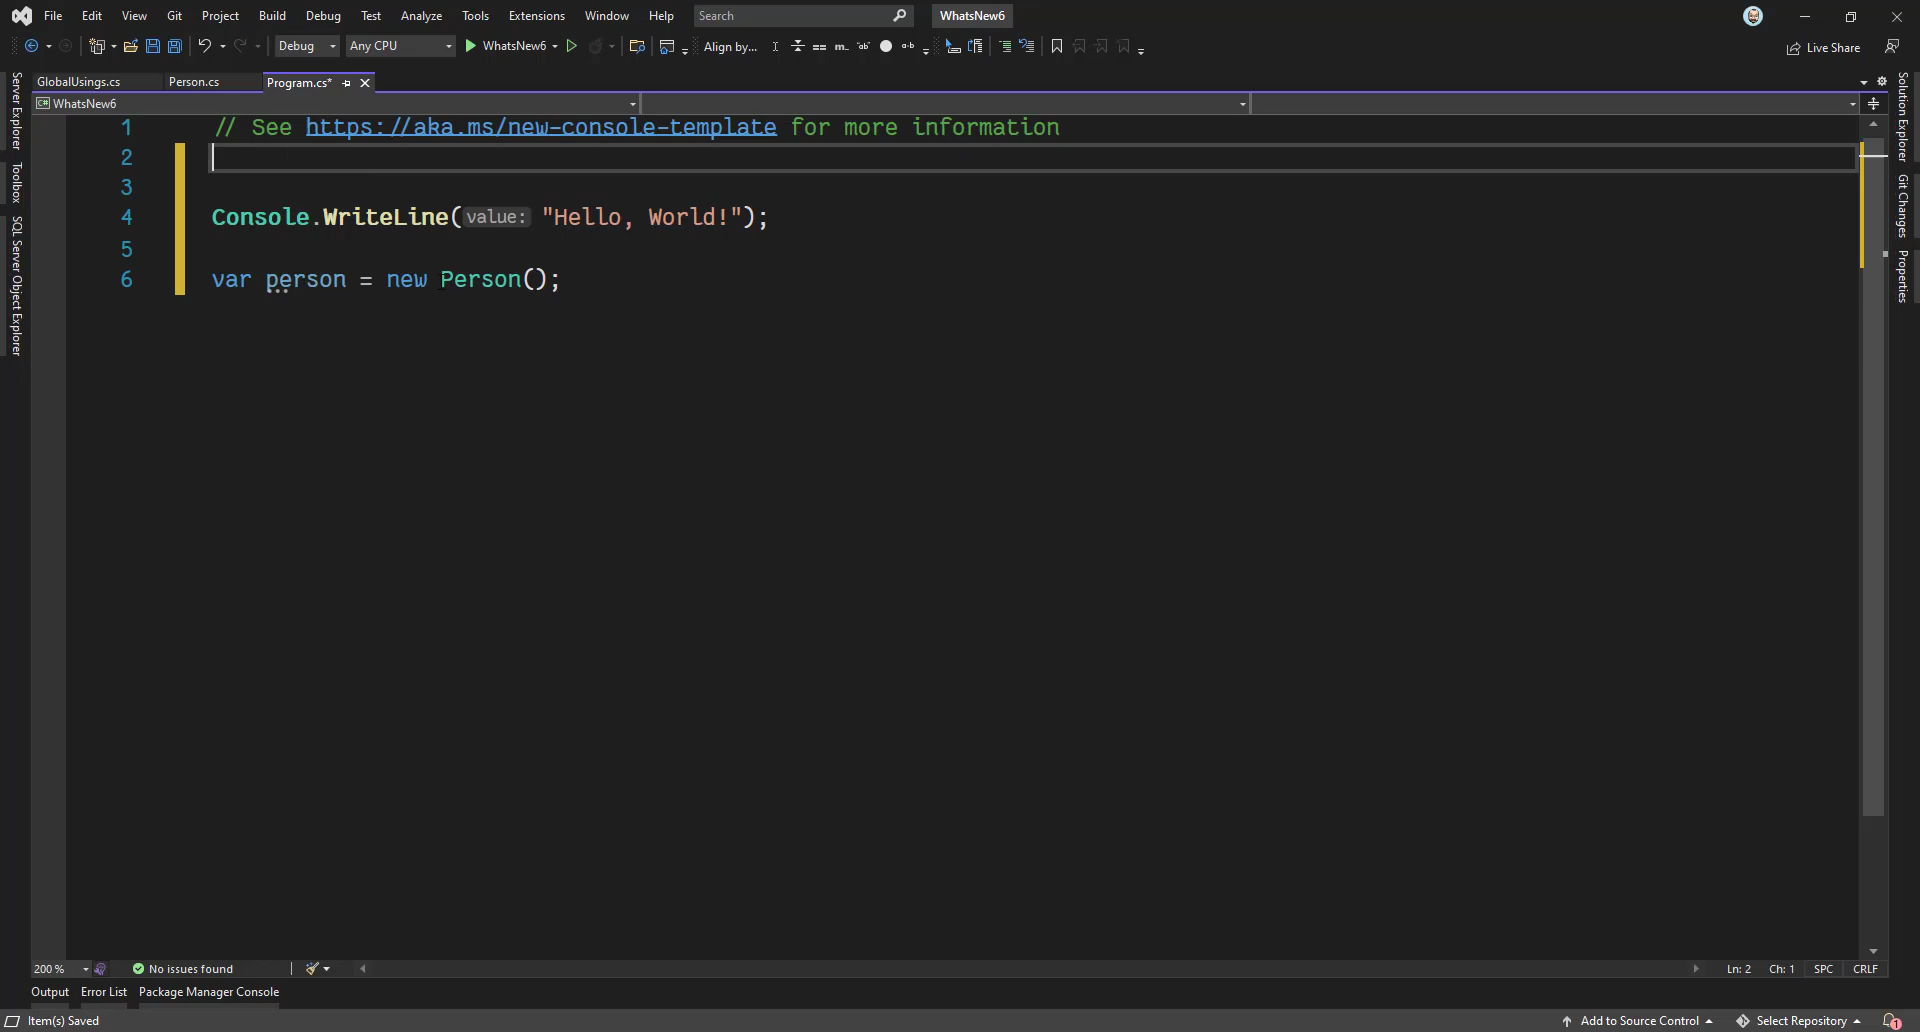 File Edit View Git Project Build Debug Test Analyze Tools Extensions Window Help Search WhatsNew6
Debug Any CPU WhatsNew6 Align by... Live Share
GlobalUsings.cs Person.cs Program.cs*
C# WhatsNew6
1 // See https://aka.ms/new-console-template for more information
2
3
4 Console.WriteLine(value: "Hello, World!");
5
6 var person = new Person();
Server Explorer
Toolbox
SQL Server Object Explorer
Solution Explorer
Git Changes
Properties
200 % No issues found Ln: 2 Ch: 1 SPC CRLF
Output Error List Package Manager Console
Item(s) Saved Add to Source Control Select Repository 1